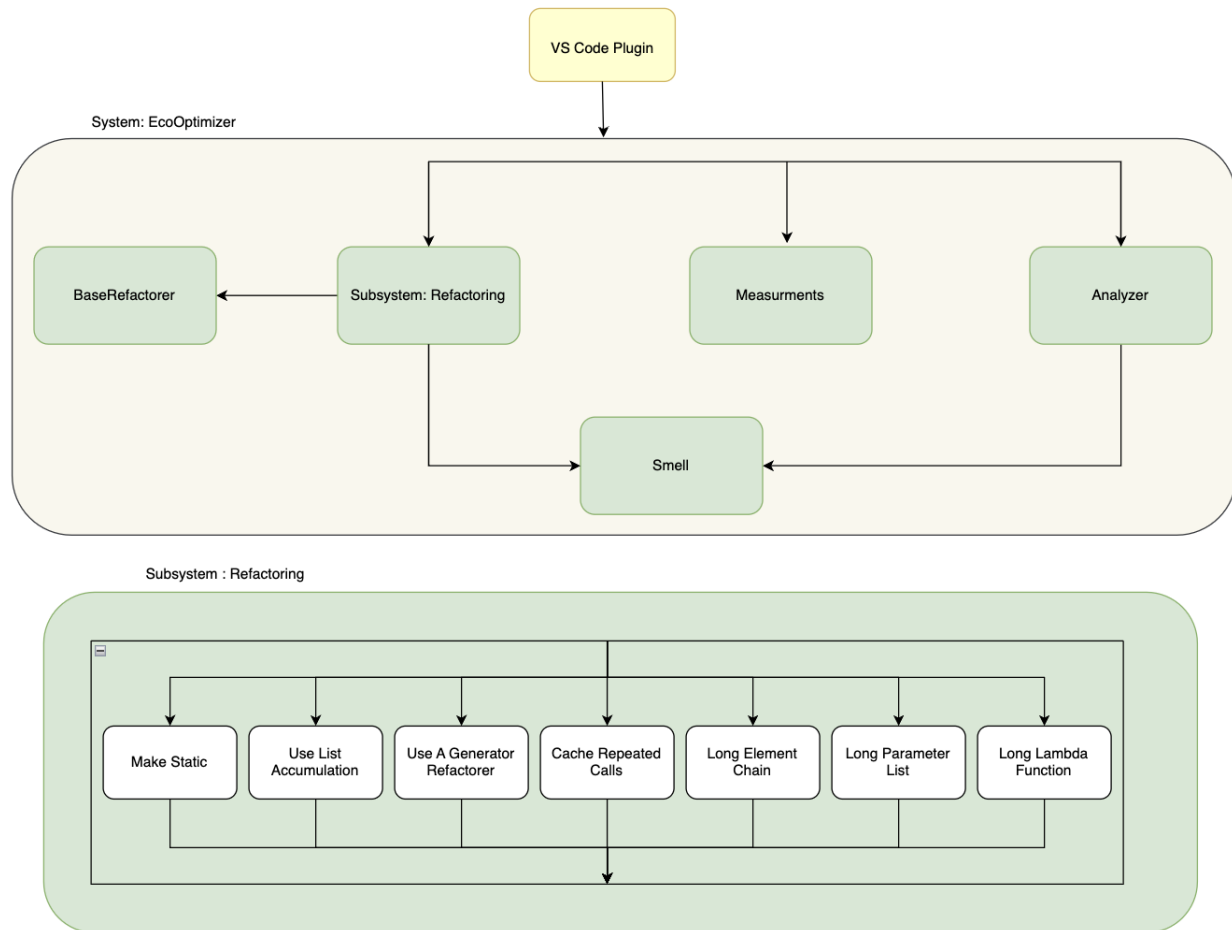 VS Code Plugin
System: EcoOptimizer
BaseRefactorer
Subsystem: Refactoring
Measurments
Analyzer
Smell
Subsystem : Refactoring
Make Static
Use List
Accumulation
Use A Generator
Refactorer
Cache Repeated
Calls
Long Element
Chain
Long Parameter
List
Long Lambda
Function